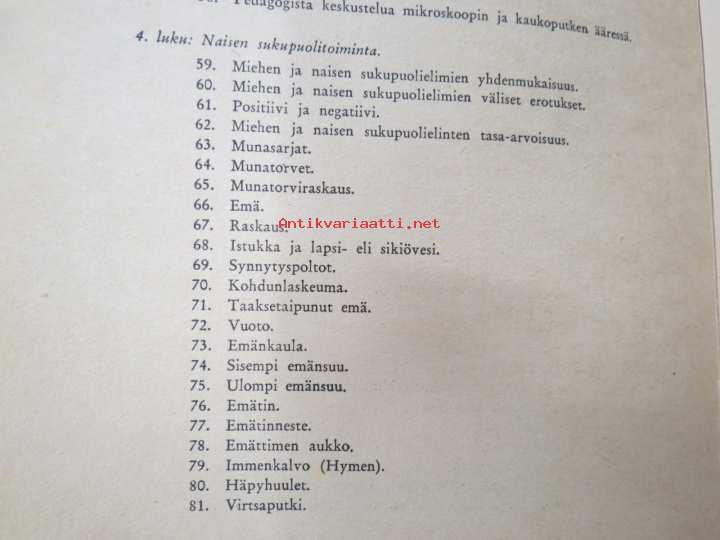 Pedagogista keskustelua mikroskoopin ja kaukoputken ääressä.
4. luku: Naisen sukupuolitoiminta.
59. Miehen ja naisen sukupuolielimien yhdenmukaisuus.
60. Miehen ja naisen sukupuolielimien väliset erotukset.
61. Positiivi ja negatiivi.
62. Miehen ja naisen sukupuolielinten tasa-arvoisuus.
63. Munasarjat.
64. Munatorvet.
65. Munatorviraskaus.
66. Emä.
67. Raskaus.
Antikvariaatti.net
68. Istukka ja lapsi- eli sikiövesi.
69. Synnytyspoltot.
70. Kohdunlaskeuma.
71. Taaksetaipunut emä.
72. Vuoto.
73. Emänkaula.
74. Sisempi emänsuu.
75. Ulompi emänsuu.
76. Emätin.
77. Emätinneste.
78. Emättimen aukko.
79. Immenkalvo (Hymen).
80. Häpyhuulet.
81. Virtsaputki.